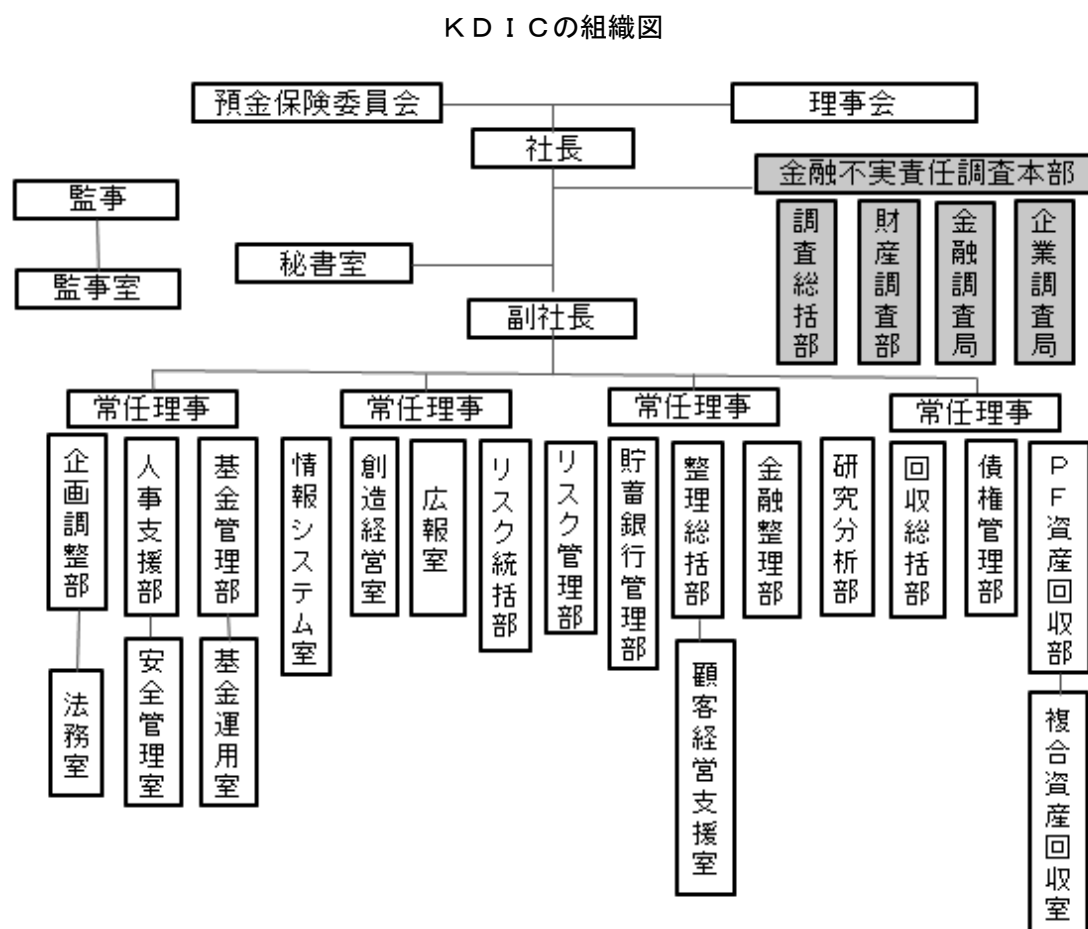 ＫＤＩＣの組織図
預金保険委員会
理事会
社長
金融不実責任調査本部
監事
調査総括部
財産調査部
金融調査局
企業調査局
秘書室
監事室
副社長
常任理事
常任理事
常任理事
常任理事
企画調整部
人事支援部
基金管理部
情報システム室
創造経営室
広報室
リスク統括部
リスク管理部
貯蓄銀行管理部
整理総括部
金融整理部
研究分析部
回収総括部
債権管理部
ＰＦ資産回収部
法務室
安全管理室
基金運用室
顧客経営支援室
複合資産回収室